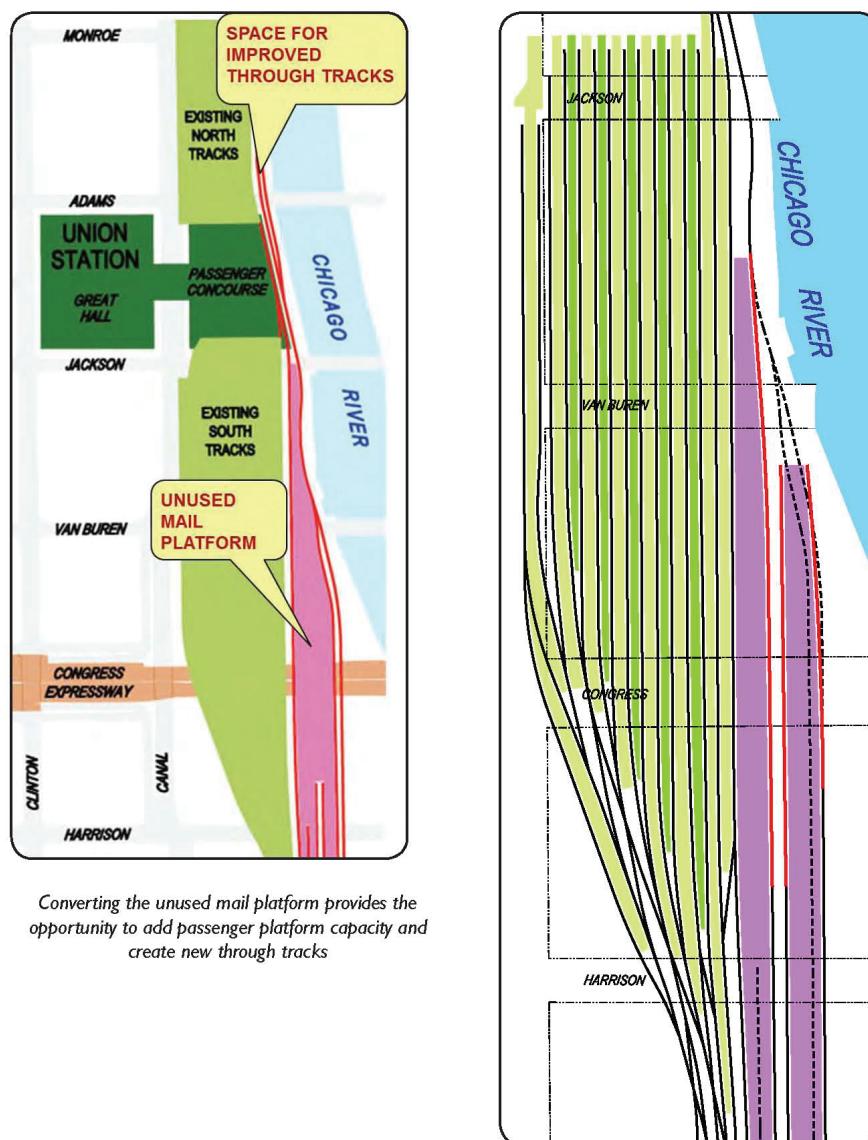 MONROE
SPACE FOR
IMPROVED
THROUGH TRACKS
EXISTING
NORTH
TRACKS
ADAMS
UNION
STATION
GREAT
HALL
PASSENGER
CONCOURSE
CHICAGO
RIVER
JACKSON
EXISTING
SOUTH
TRACKS
UNUSED
MAIL
PLATFORM
VAN BUREN
CONGRESS
EXPRESSWAY
CLINTON
CANAL
HARRISON
Converting the unused mail platform provides the
opportunity to add passenger platform capacity and
create new through tracks
JACKSON
CHICAGO
RIVER
VAN BUREN
CONGRESS
HARRISON